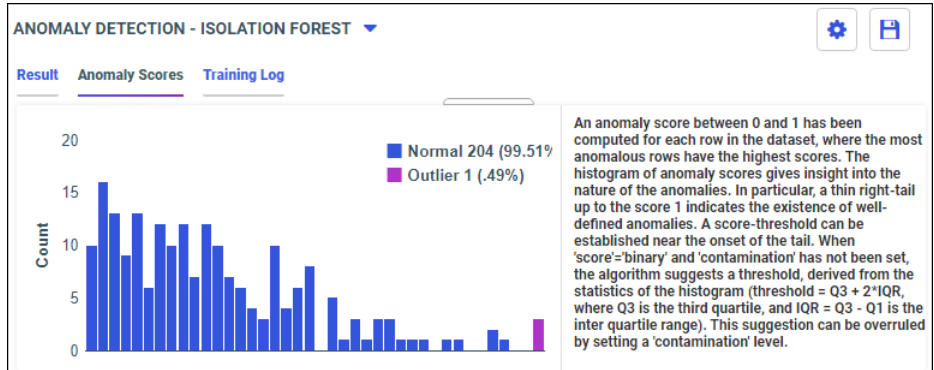 ANOMALY DETECTION - ISOLATION FOREST
Result Anomaly Scores Training Log
20
15
10
5
0
Count
Normal 204 (99.51%
Outlier 1 (.49%)
An anomaly score between 0 and 1 has been
computed for each row in the dataset, where the most
anomalous rows have the highest scores. The
histogram of anomaly scores gives insight into the
nature of the anomalies. In particular, a thin right-tail
up to the score 1 indicates the existence of well-
defined anomalies. A score-threshold can be
established near the onset of the tail. When
'score'='binary' and 'contamination' has not been set,
the algorithm suggests a threshold, derived from the
statistics of the histogram (threshold = Q3 + 2*IQR,
where Q3 is the third quartile, and IQR = Q3 - Q1 is the
inter quartile range). This suggestion can be overruled
by setting a 'contamination' level.